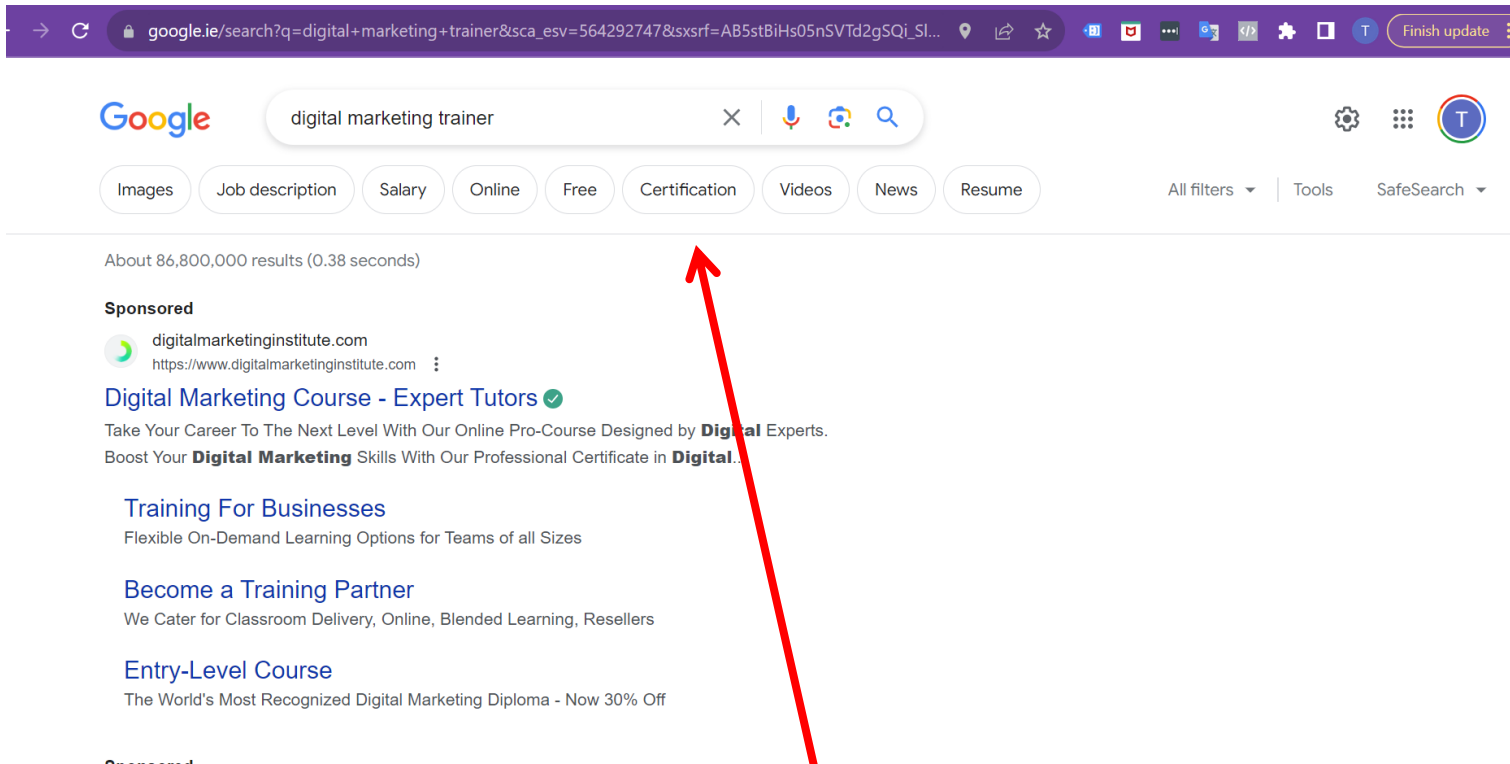 google.ie/search?q=digital+marketing+trainer&sca_esv=564292747&sxsrf=AB5stBiHs05nSVTd2gSQi_Sl... T Finish update
Google digital marketing trainer T
Images Job description Salary Online Free Certification Videos News Resume All filters Tools SafeSearch
About 86,800,000 results (0.38 seconds)
Sponsored
digitalmarketinginstitute.com
https://www.digitalmarketinginstitute.com
Digital Marketing Course - Expert Tutors
Take Your Career To The Next Level With Our Online Pro-Course Designed by Digital Experts.
Boost Your Digital Marketing Skills With Our Professional Certificate in Digital...
Training For Businesses
Flexible On-Demand Learning Options for Teams of all Sizes
Become a Training Partner
We Cater for Classroom Delivery, Online, Blended Learning, Resellers
Entry-Level Course
The World's Most Recognized Digital Marketing Diploma - Now 30% Off
Sponsored